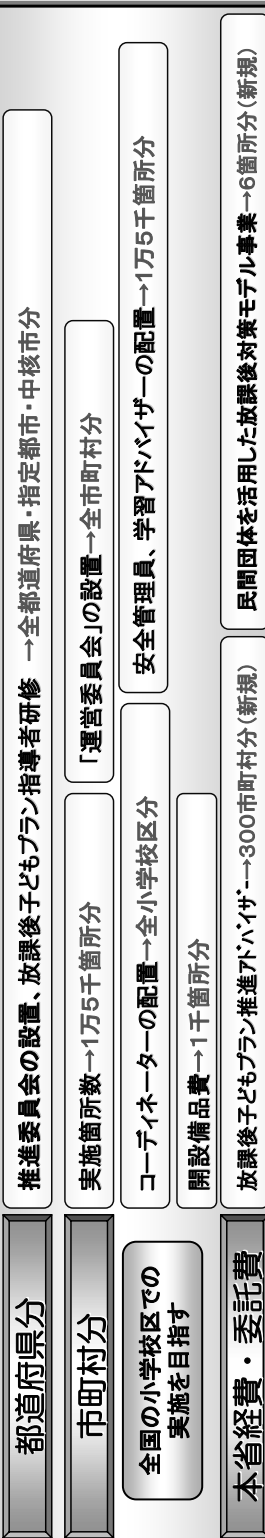 都道府県分
推進委員会の設置、放課後子どもプラン指導者研修 →全都道府県・指定都市・中核市分
市町村分
実施箇所数→1万5千箇所分
「運営委員会」の設置→全市町村分
全国の小学校区での
実施を目指す
コーディネーターの配置→全小学校区分
安全管理員、学習アドバイザーの配置→1万5千箇所分
開設備品費→1千箇所分
本省経費・委託費
放課後子どもプラン推進アドバイザー→300市町村分(新規)
民間団体を活用した放課後対策モデル事業→6箇所分(新規)